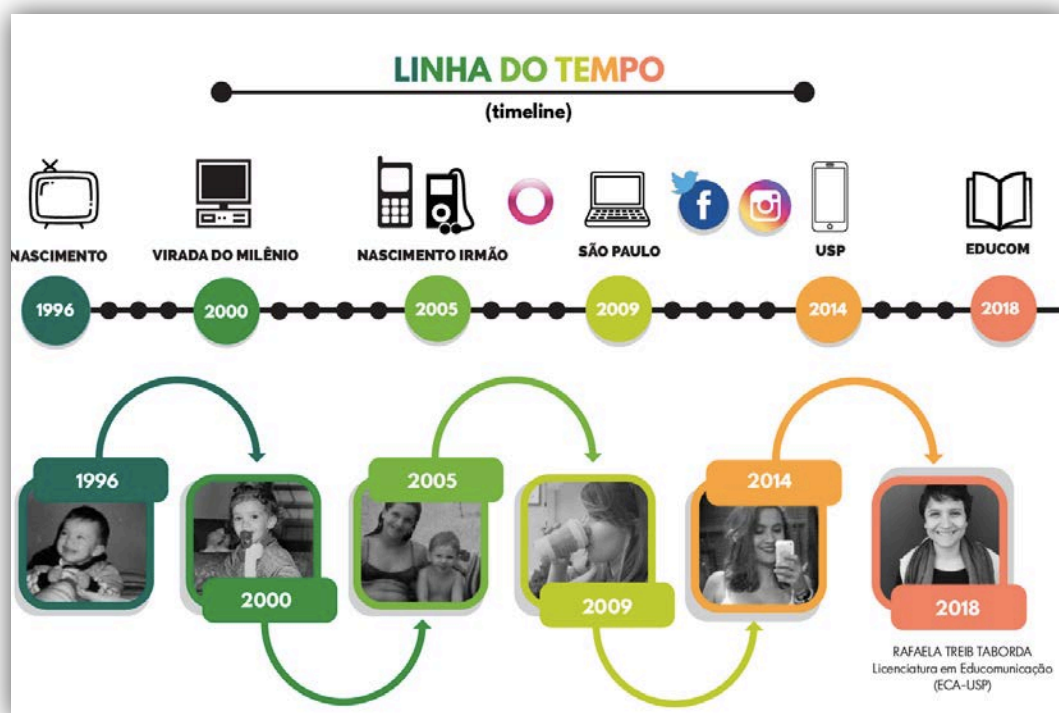 LINHA DO TEMPO
(timeline)
NASCIMENTO
VIRADA DO MILÊNIO
NASCIMENTO IRMÃO
SÃO PAULO
USP
EDUCOM
1996
2000
2005
2009
2014
2018
1996
2000
2005
2009
2014
2018
RAFAELA TREIB TABORDA
Licenciatura em Educomunicação
(ECA-USP)